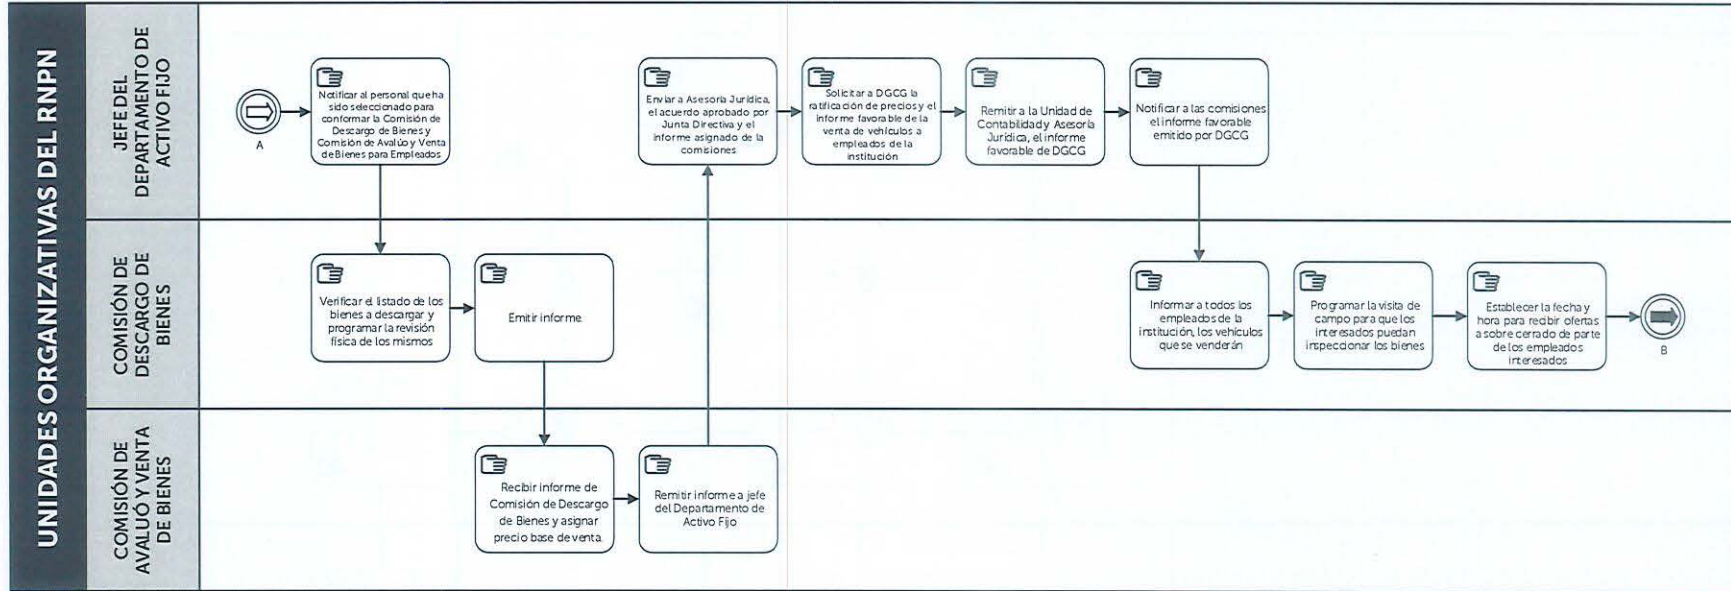 UNIDADES ORGANIZATIVAS DEL RNPN
JEFE DEL
DEPARTAMENTO DE
ACTIVO FIJO
A
Notificar al personal que ha
sido seleccionado para
conformar la Comisión de
Descargo de Bienes y
Comisión de Avalúo y Venta
de Bienes para Empleados
Enviar a Asesoría Jurídica,
el acuerdo aprobado por
Junta Directiva y el
informe asignado de la
comisiones
Solicitar a DGCG la
ratificación de precios y el
informe favorable de la
venta de vehículos a
empleados de la
institución
Remitir a la Unidad de
Contabilidad y Asesoría
Jurídica, el informe
favorable de DGCG
Notificar a las comisiones
el informe favorable
emitido por DGCG
COMISIÓN DE
DESCARGO DE
BIENES
Verificar el listado de los
bienes a descargar y
programar la revisión
física de los mismos
Emitir informe.
Informar a todos los
empleados de la
institución, los vehículos
que se venderán
Programar la visita de
campo para que los
interesados puedan
inspeccionar los bienes
Establecer la fecha y
hora para recibir ofertas
a sobre cerrado de parte
de los empleados
interesados
B
COMISIÓN DE
AVALUÓ Y VENTA
DE BIENES
Recibir informe de
Comisión de Descargo
de Bienes y asignar
precio base de venta.
Remitir informe a jefe
del Departamento de
Activo Fijo